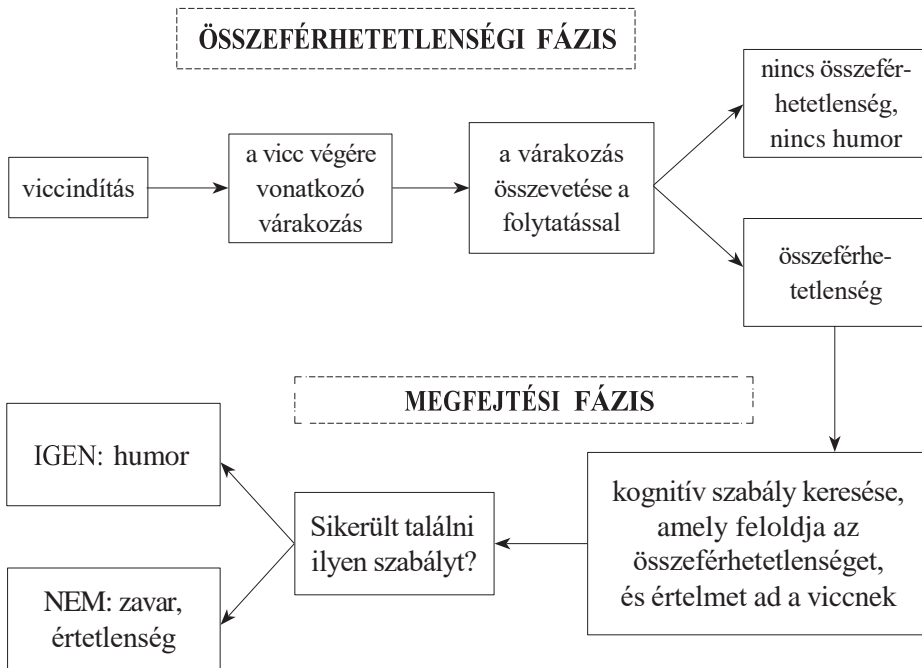 ÖSSZEFÉRHETETLENSÉGI FÁZIS
viccindítás
a vicc végére
vonatkozó
várakozás
a várakozás
összevetése a
folytatással
nincs összefér-
hetetlenség,
nincs humor
összeférhe-
tetlenség
MEGFEJTÉSI FÁZIS
kognitív szabály keresése,
amely feloldja az
összeférhetetlenséget,
és értelmet ad a viccnek
Sikerült találni
ilyen szabályt?
IGEN: humor
NEM: zavar,
értetlenség